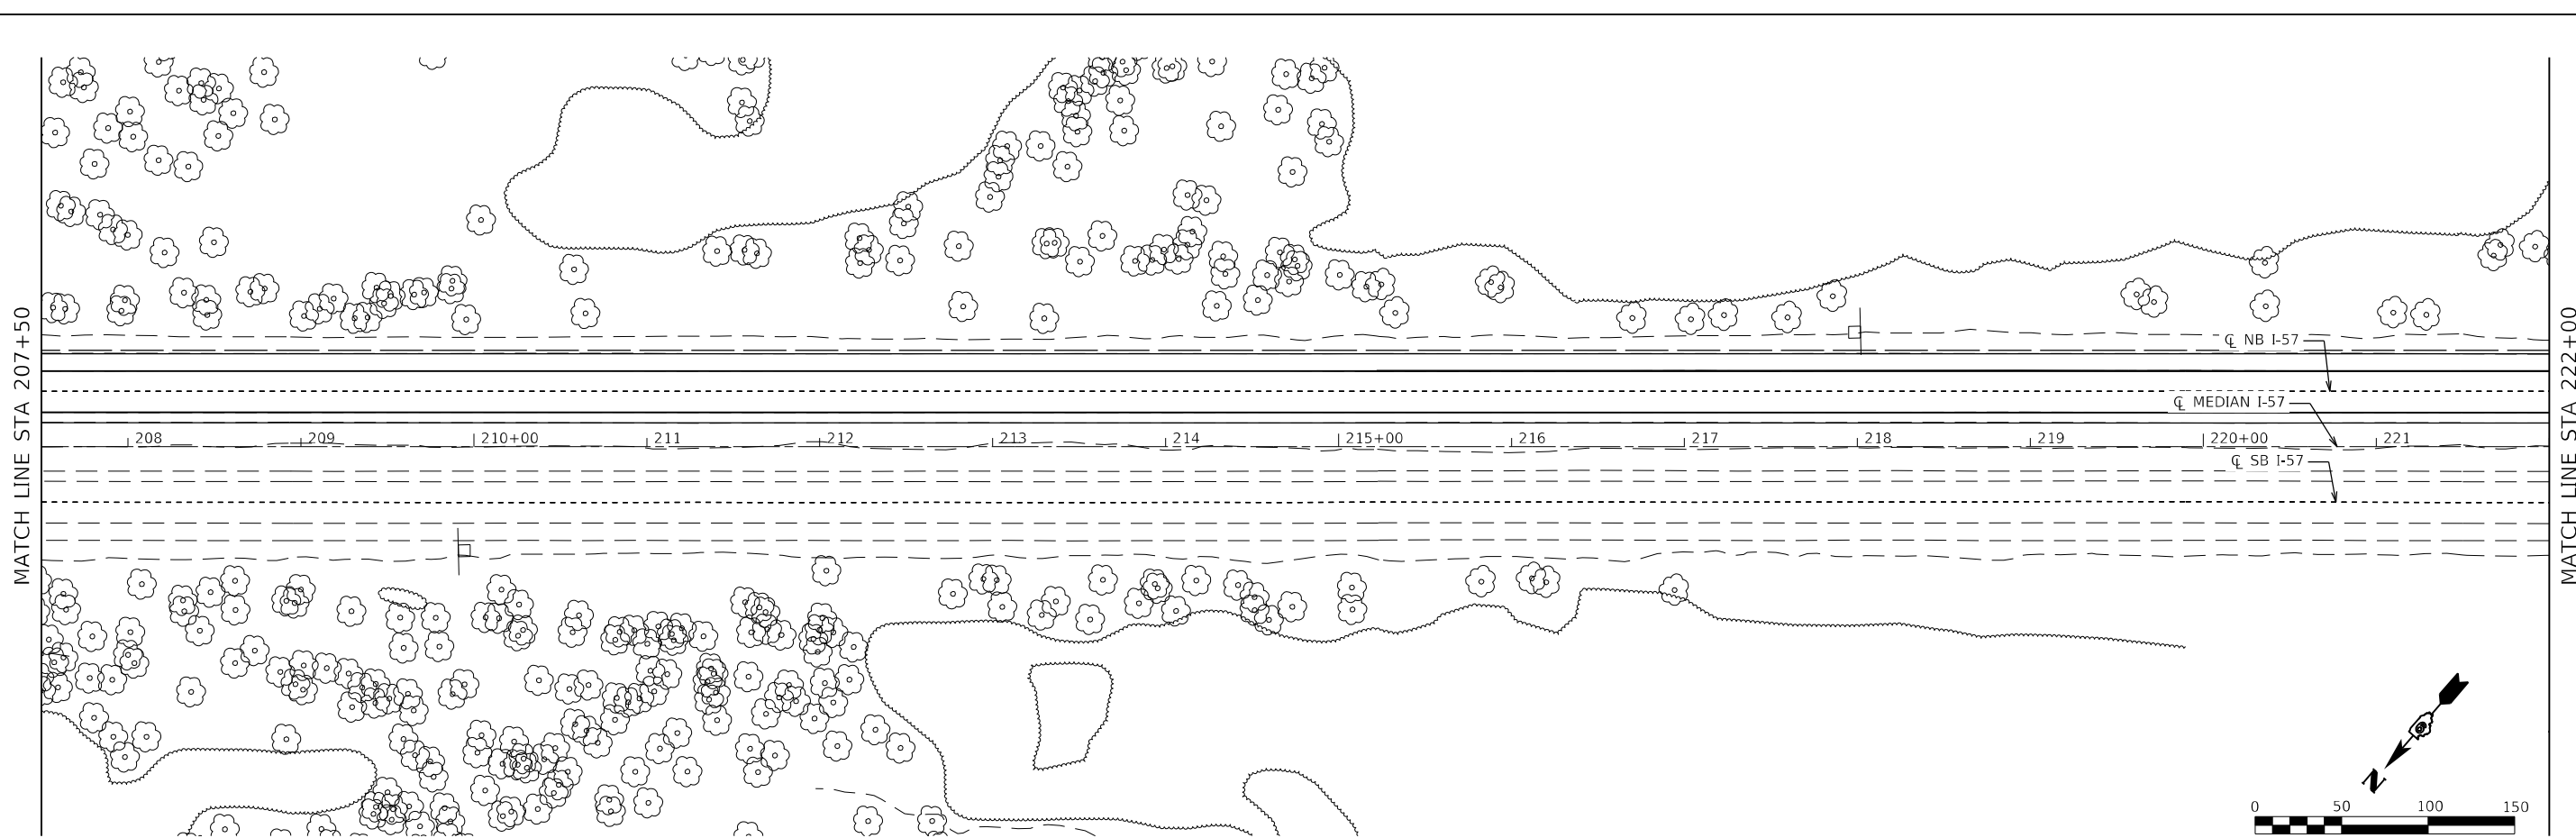 MATCH LINE STA 207+50
℄ NB I-57
℄ MEDIAN I-57
208 209 210+00 211 212 213 214 215+00 216 217 218 219 220+00 221
℄ SB I-57
MATCH LINE STA 222+00
N
0 50 100 150